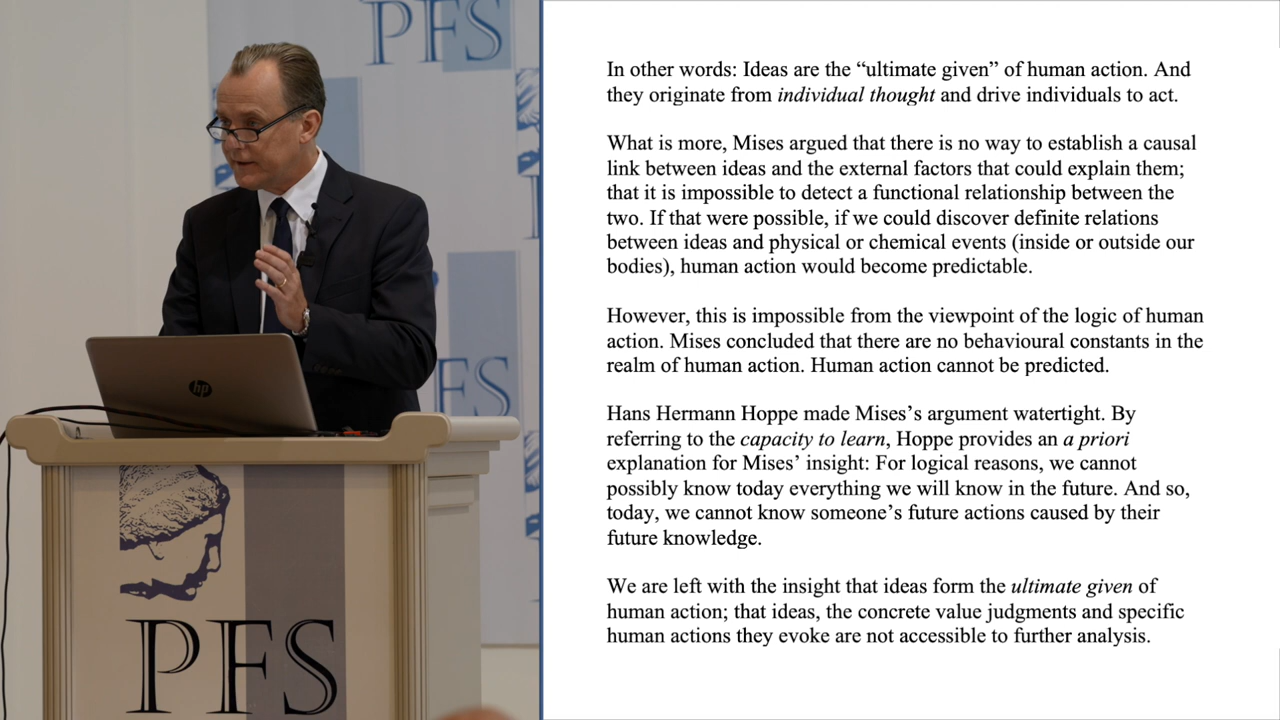 PFS
In other words: Ideas are the “ultimate given” of human action. And
they originate from individual thought and drive individuals to act.
What is more, Mises argued that there is no way to establish a causal
link between ideas and the external factors that could explain them;
that it is impossible to detect a functional relationship between the
two. If that were possible, if we could discover definite relations
between ideas and physical or chemical events (inside or outside our
bodies), human action would become predictable.
However, this is impossible from the viewpoint of the logic of human
action. Mises concluded that there are no behavioural constants in the
realm of human action. Human action cannot be predicted.
Hans Hermann Hoppe made Mises’s argument watertight. By
referring to the capacity to learn, Hoppe provides an a priori
explanation for Mises’ insight: For logical reasons, we cannot
possibly know today everything we will know in the future. And so,
today, we cannot know someone’s future actions caused by their
future knowledge.
We are left with the insight that ideas form the ultimate given of
human action; that ideas, the concrete value judgments and specific
human actions they evoke are not accessible to further analysis.
FS
hp
PFS